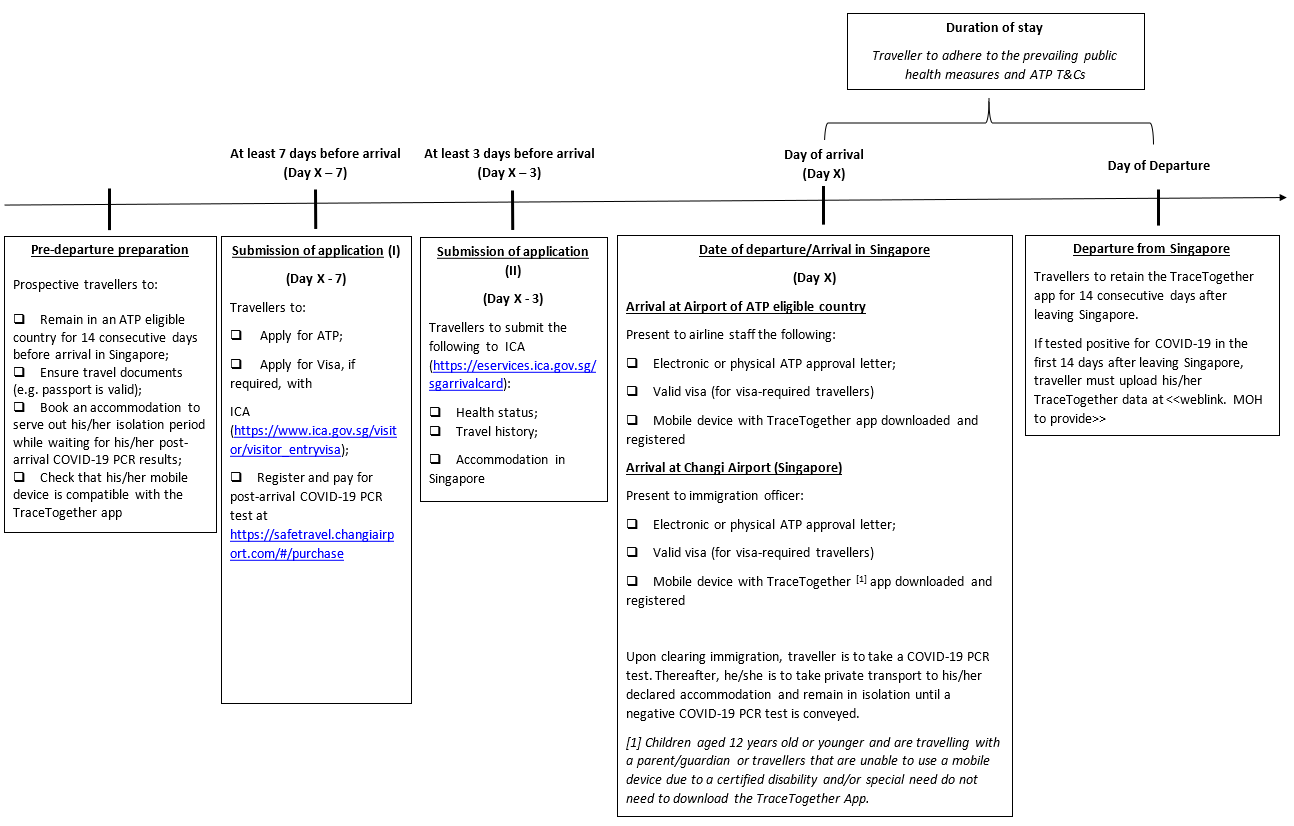 Duration of stay
Traveller to adhere to the prevailing public
health measures and ATP T&Cs
At least 7 days before arrival
(Day X – 7)
At least 3 days before arrival
(Day X – 3)
Day of arrival
(Day X)
Day of Departure
Pre-departure preparation
Prospective travellers to:
❑ Remain in an ATP eligible
country for 14 consecutive days
before arrival in Singapore;
❑ Ensure travel documents
(e.g. passport is valid);
❑ Book an accommodation to
serve out his/her isolation period
while waiting for his/her post-
arrival COVID-19 PCR results;
❑ Check that his/her mobile
device is compatible with the
TraceTogether app
Submission of application (I)
(Day X - 7)
Travellers to:
❑ Apply for ATP;
❑ Apply for Visa, if
required, with
ICA
(https://www.ica.gov.sg/visit
or/visitor_entryvisa);
❑ Register and pay for
post-arrival COVID-19 PCR
test at
https://safetravel.changiairp
ort.com/#/purchase
Submission of application
(II)
(Day X - 3)
Travellers to submit the
following to ICA
(https://eservices.ica.gov.sg/
sgarrivalcard):
❑ Health status;
❑ Travel history;
❑ Accommodation in
Singapore
Date of departure/Arrival in Singapore
(Day X)
Arrival at Airport of ATP eligible country
Present to airline staff the following:
❑ Electronic or physical ATP approval letter;
❑ Valid visa (for visa-required travellers)
❑ Mobile device with TraceTogether app downloaded and
registered
Arrival at Changi Airport (Singapore)
Present to immigration officer:
❑ Electronic or physical ATP approval letter;
❑ Valid visa (for visa-required travellers)
❑ Mobile device with TraceTogether [1] app downloaded and
registered
Upon clearing immigration, traveller is to take a COVID-19 PCR
test. Thereafter, he/she is to take private transport to his/her
declared accommodation and remain in isolation until a
negative COVID-19 PCR test is conveyed.
[1] Children aged 12 years old or younger and are travelling with
a parent/guardian or travellers that are unable to use a mobile
device due to a certified disability and/or special need do not
need to download the TraceTogether App.
Departure from Singapore
Travellers to retain the TraceTogether
app for 14 consecutive days after
leaving Singapore.
If tested positive for COVID-19 in the
first 14 days after leaving Singapore,
traveller must upload his/her
TraceTogether data at <<weblink. MOH
to provide>>